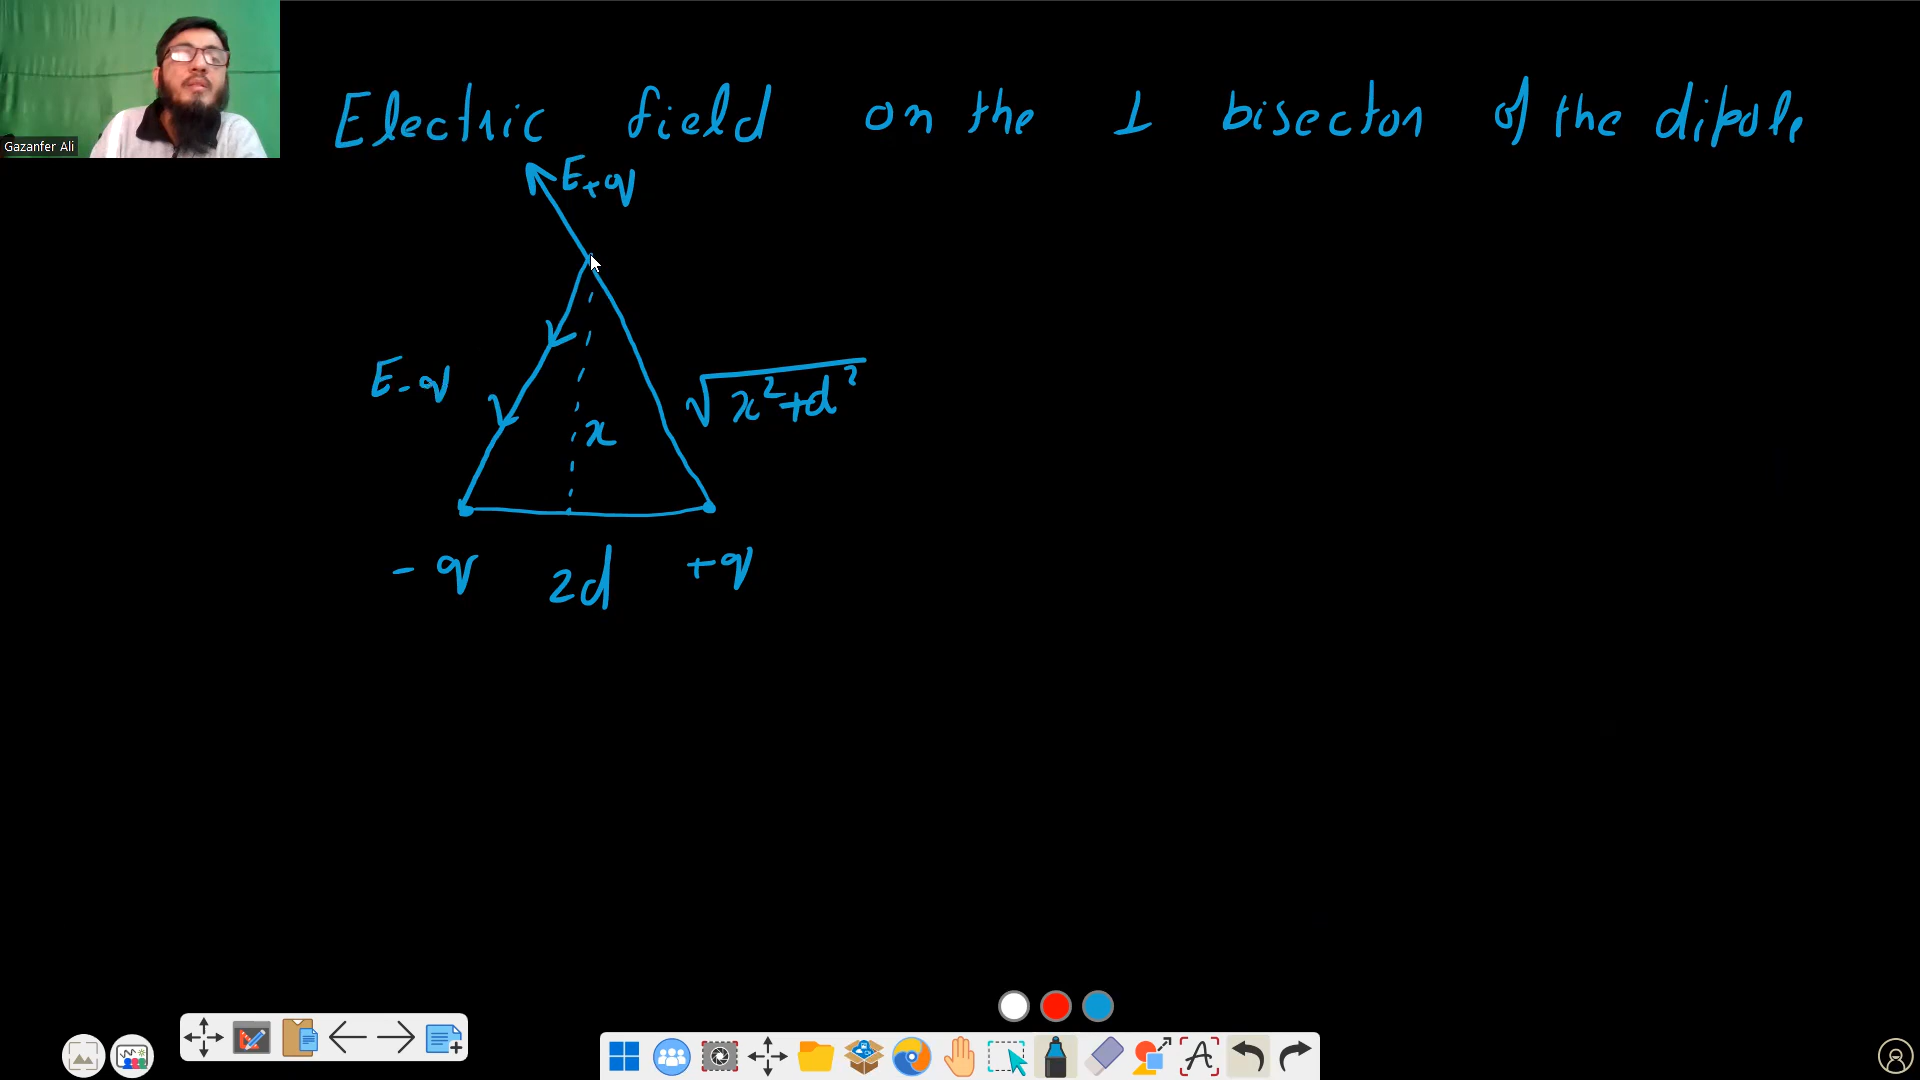 Gazanfer Ali
Electric field on the ⊥ bisector of the dipole
E+q
E-q
√x²+d²
x
-q 2d +q